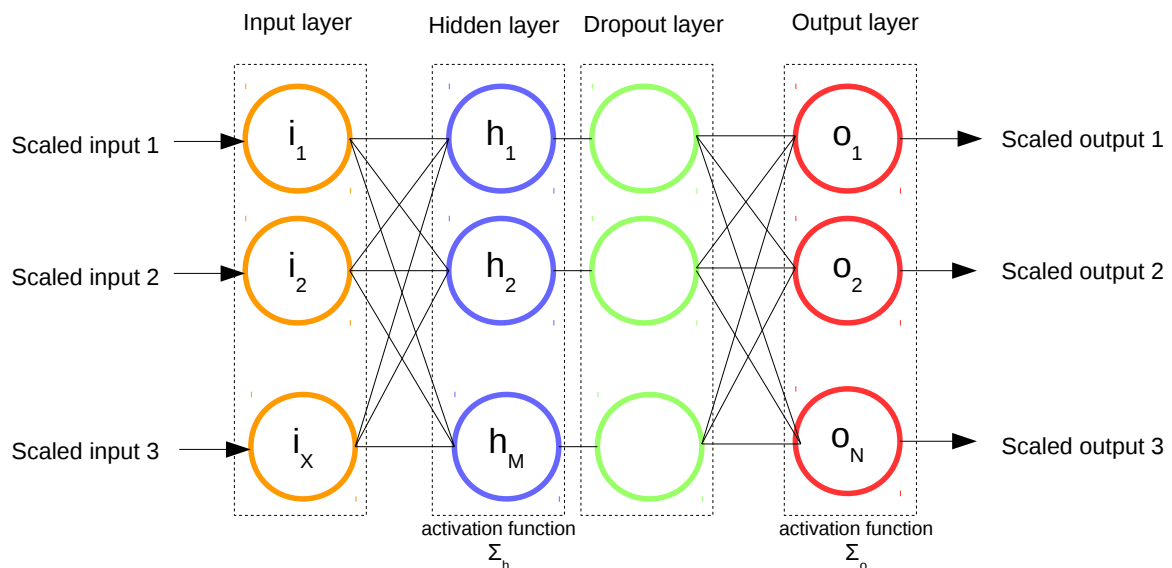 Input layer
Hidden layer
Dropout layer
Output layer
Scaled input 1
i1
h1
o1
Scaled output 1
Scaled input 2
i2
h2
o2
Scaled output 2
Scaled input 3
iX
hM
oN
Scaled output 3
activation function
Σh
activation function
Σo